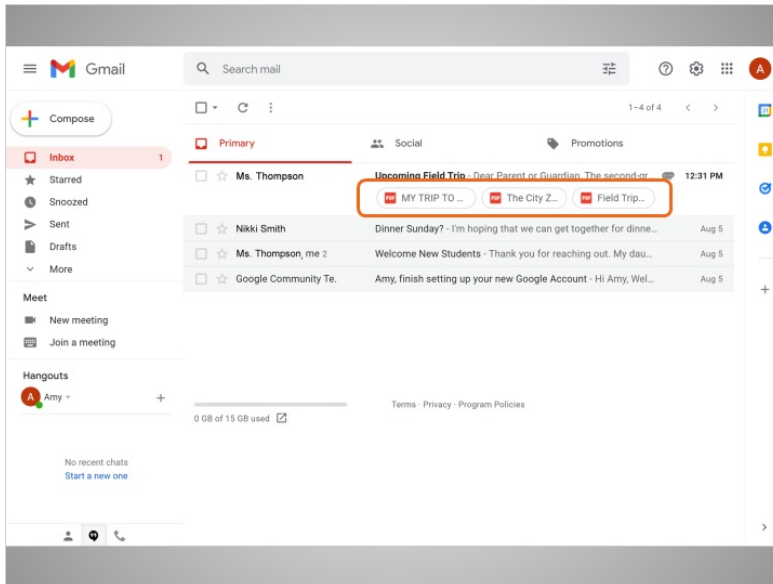 Gmail
Search mail
A
Compose
1–4 of 4
Primary
Social
Promotions
Inbox 1
Starred
Snoozed
Sent
Drafts
More
Ms. Thompson Upcoming Field Trip - Dear Parent or Guardian, The second-gr... 12:31 PM
PDF MY TRIP TO ... PDF The City Z... PDF Field Trip...
Nikki Smith Dinner Sunday? - I'm hoping that we can get together for dinne... Aug 5
Ms. Thompson, me 2 Welcome New Students - Thank you for reaching out. My dau... Aug 5
Google Community Te. Amy, finish setting up your new Google Account - Hi Amy, Wel... Aug 5
Meet
New meeting
Join a meeting
Hangouts
A Amy
No recent chats
Start a new one
0 GB of 15 GB used
Terms · Privacy · Program Policies